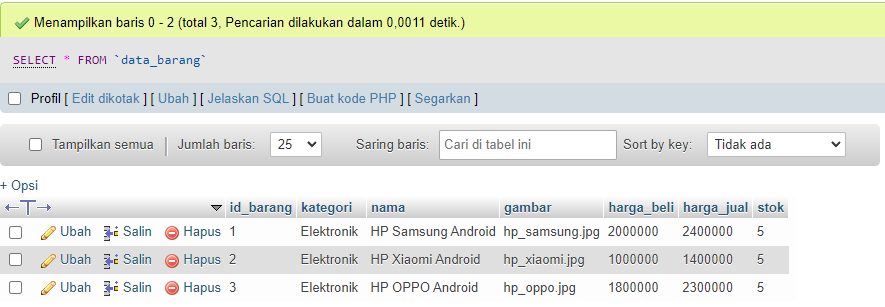 Menampilkan baris 0 - 2 (total 3, Pencarian dilakukan dalam 0,0011 detik.)
SELECT * FROM `data_barang`
Profil [ Edit dikotak ] [ Ubah ] [ Jelaskan SQL ] [ Buat kode PHP ] [ Segarkan ]
Tampilkan semua Jumlah baris: 25 Saring baris: Cari di tabel ini Sort by key: Tidak ada
+ Opsi
←T→ id_barang kategori nama gambar harga_beli harga_jual stok
Ubah Salin Hapus 1 Elektronik HP Samsung Android hp_samsung.jpg 2000000 2400000 5
Ubah Salin Hapus 2 Elektronik HP Xiaomi Android hp_xiaomi.jpg 1000000 1400000 5
Ubah Salin Hapus 3 Elektronik HP OPPO Android hp_oppo.jpg 1800000 2300000 5